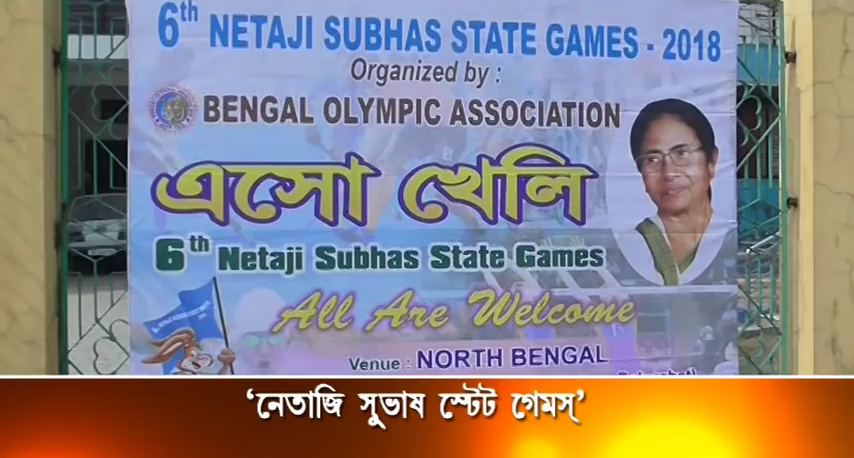 6th NETAJI SUBHAS STATE GAMES - 2018
Organized by :
BENGAL OLYMPIC ASSOCIATION
এসো খেলি
6th Netaji Subhas State Games
All Are Welcome
Venue : NORTH BENGAL
‘নেতাজি সুভাষ স্টেট গেমস্’